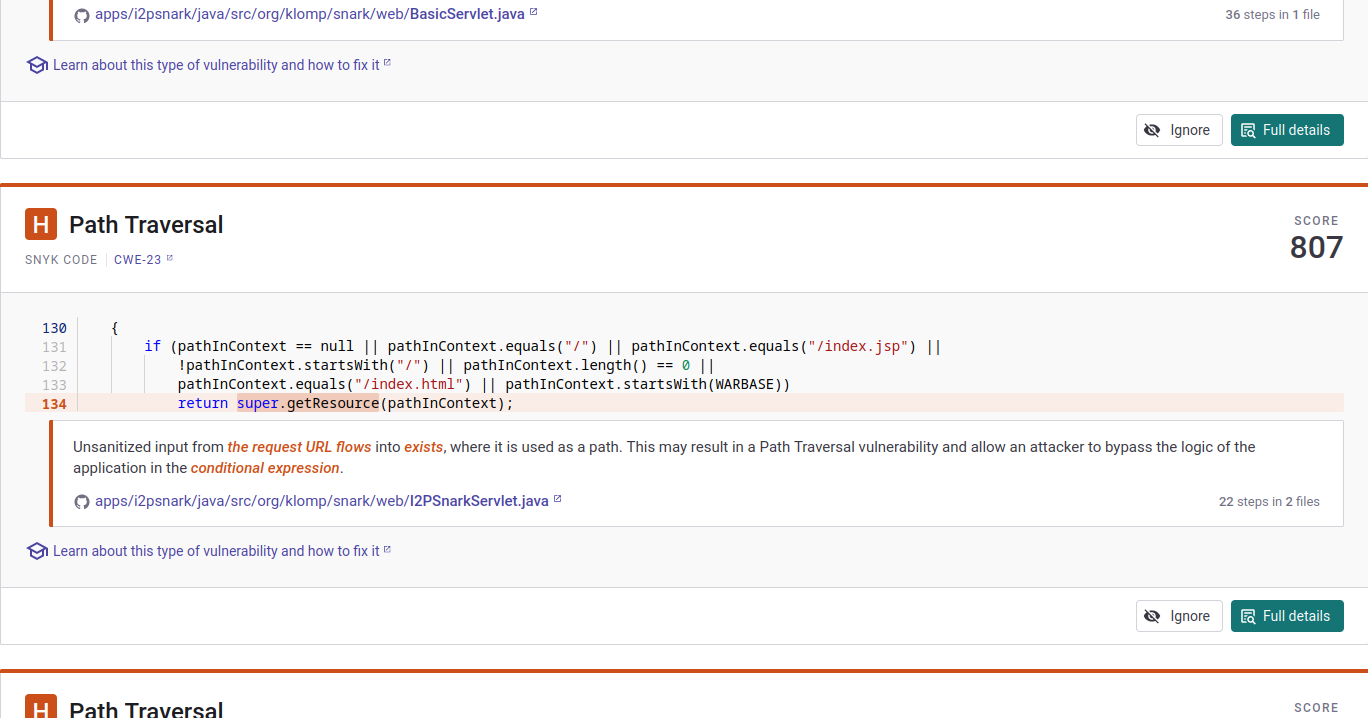 apps/i2psnark/java/src/org/klomp/snark/web/BasicServlet.java 36 steps in 1 file
Learn about this type of vulnerability and how to fix it
Ignore Full details
H Path Traversal SCORE
807
SNYK CODE CWE-23
130 {
131 if (pathInContext == null || pathInContext.equals("/") || pathInContext.equals("/index.jsp") ||
132 !pathInContext.startsWith("/") || pathInContext.length() == 0 ||
133 pathInContext.equals("/index.html") || pathInContext.startsWith(WARBASE))
134 return super.getResource(pathInContext);
Unsanitized input from the request URL flows into exists, where it is used as a path. This may result in a Path Traversal vulnerability and allow an attacker to bypass the logic of the
application in the conditional expression.
apps/i2psnark/java/src/org/klomp/snark/web/I2PSnarkServlet.java 22 steps in 2 files
Learn about this type of vulnerability and how to fix it
Ignore Full details
H Path Traversal SCORE